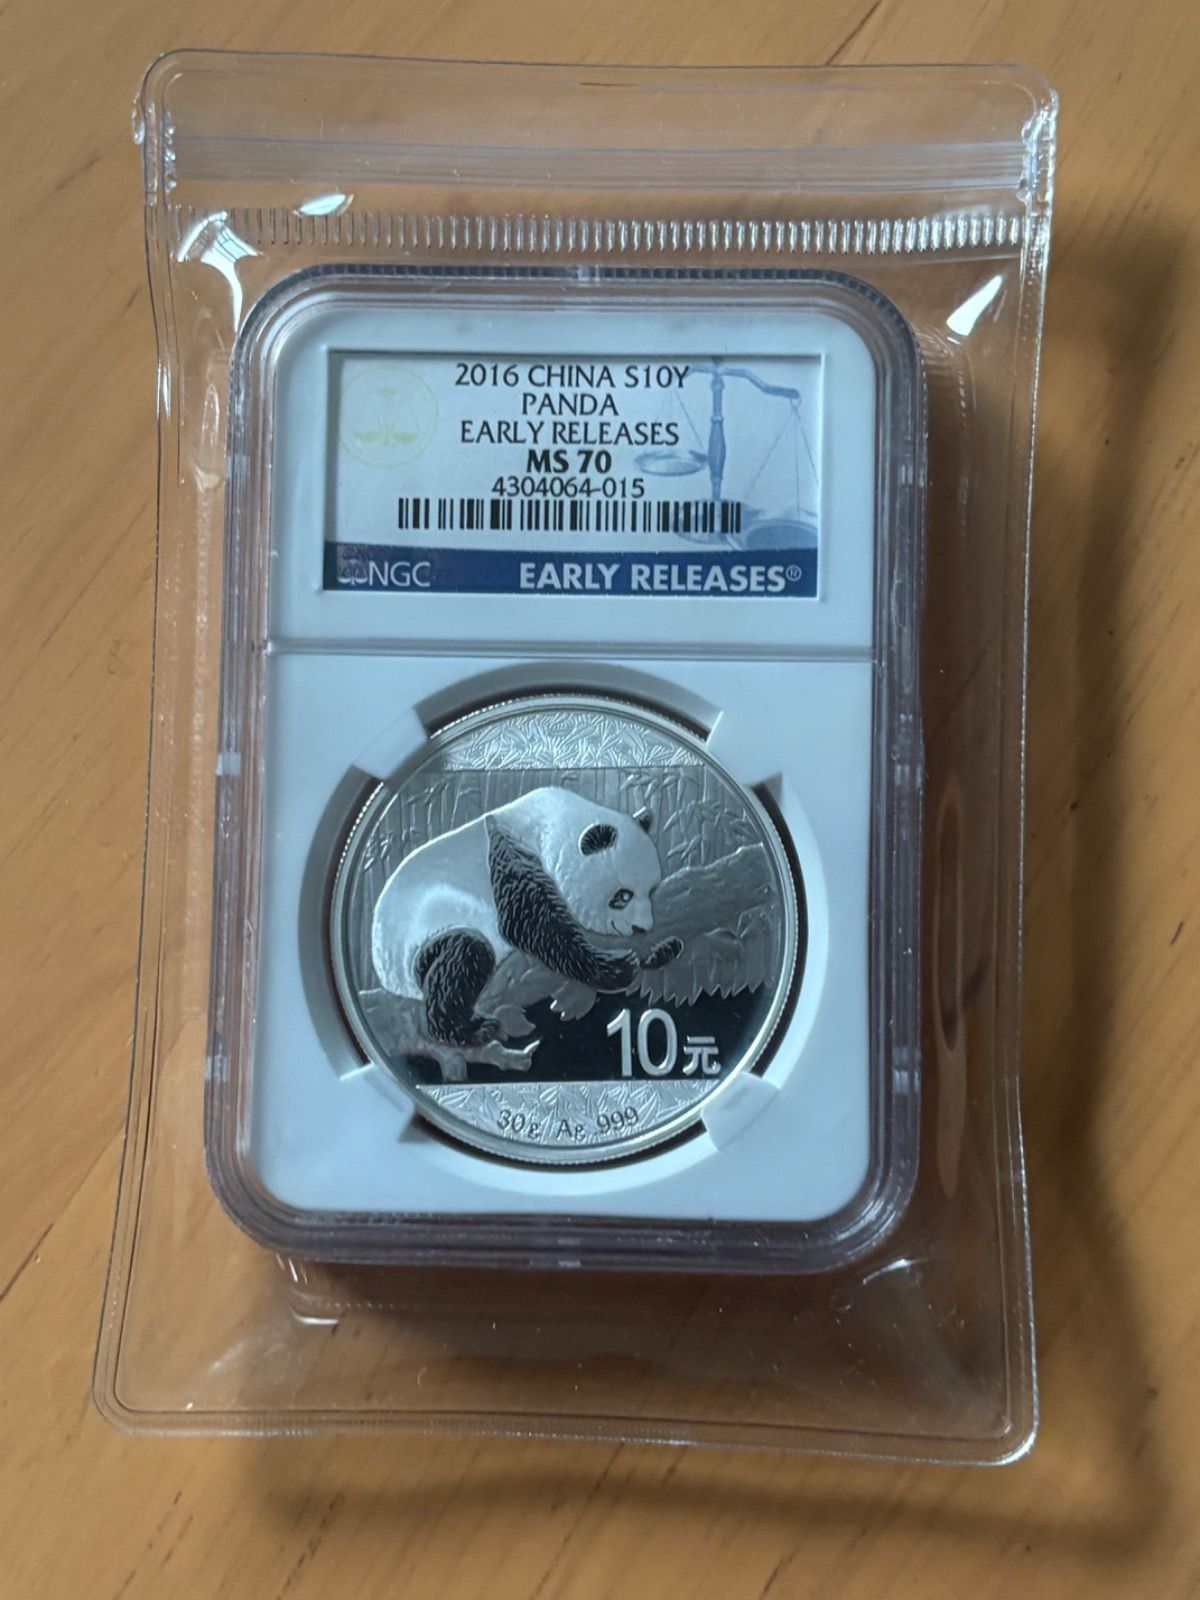 2016 CHINA S10Y
PANDA
EARLY RELEASES
MS 70
4304064-015
NGC EARLY RELEASES®
10元
30g Ag .999